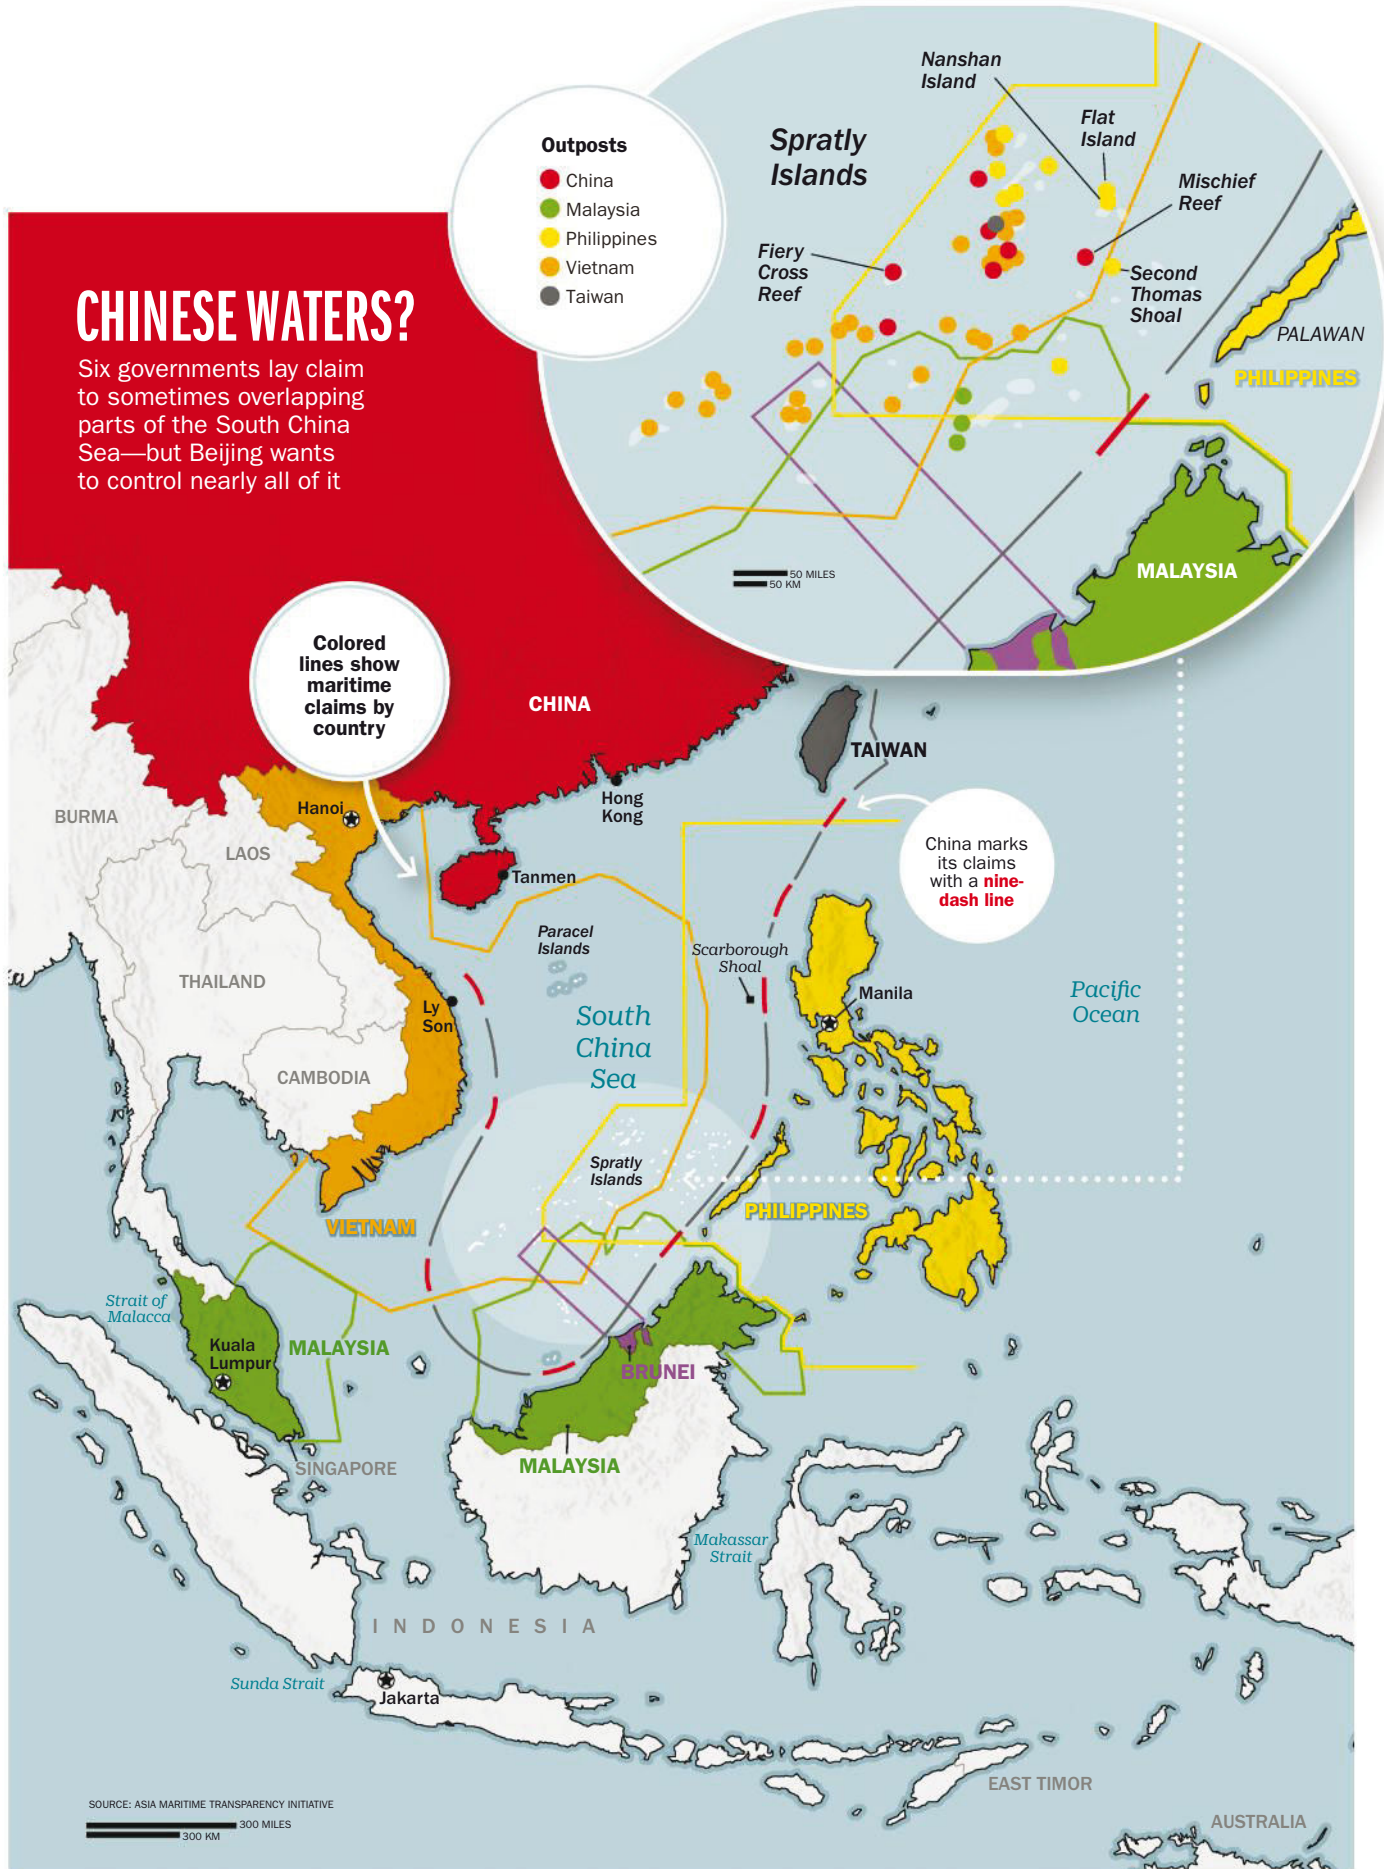 CHINESE WATERS?
Six governments lay claim
to sometimes overlapping
parts of the South China
Sea—but Beijing wants
to control nearly all of it
Outposts
China
Malaysia
Philippines
Vietnam
Taiwan
Spratly
Islands
Nanshan
Island
Flat
Island
Mischief
Reef
Fiery
Cross
Reef
Second
Thomas
Shoal
PALAWAN
PHILIPPINES
MALAYSIA
50 MILES
50 KM
Colored
lines show
maritime
claims by
country
CHINA
TAIWAN
Hong
Kong
Hanoi
BURMA
LAOS
Tanmen
China marks
its claims
with a nine-
dash line
Paracel
Islands
Scarborough
Shoal
THAILAND
Ly
Son
South
China
Sea
Manila
Pacific
Ocean
CAMBODIA
Spratly
Islands
VIETNAM
PHILIPPINES
Strait of
Malacca
Kuala
Lumpur
MALAYSIA
BRUNEI
MALAYSIA
SINGAPORE
Makassar
Strait
INDONESIA
Sunda Strait
Jakarta
EAST TIMOR
AUSTRALIA
SOURCE: ASIA MARITIME TRANSPARENCY INITIATIVE
300 MILES
300 KM